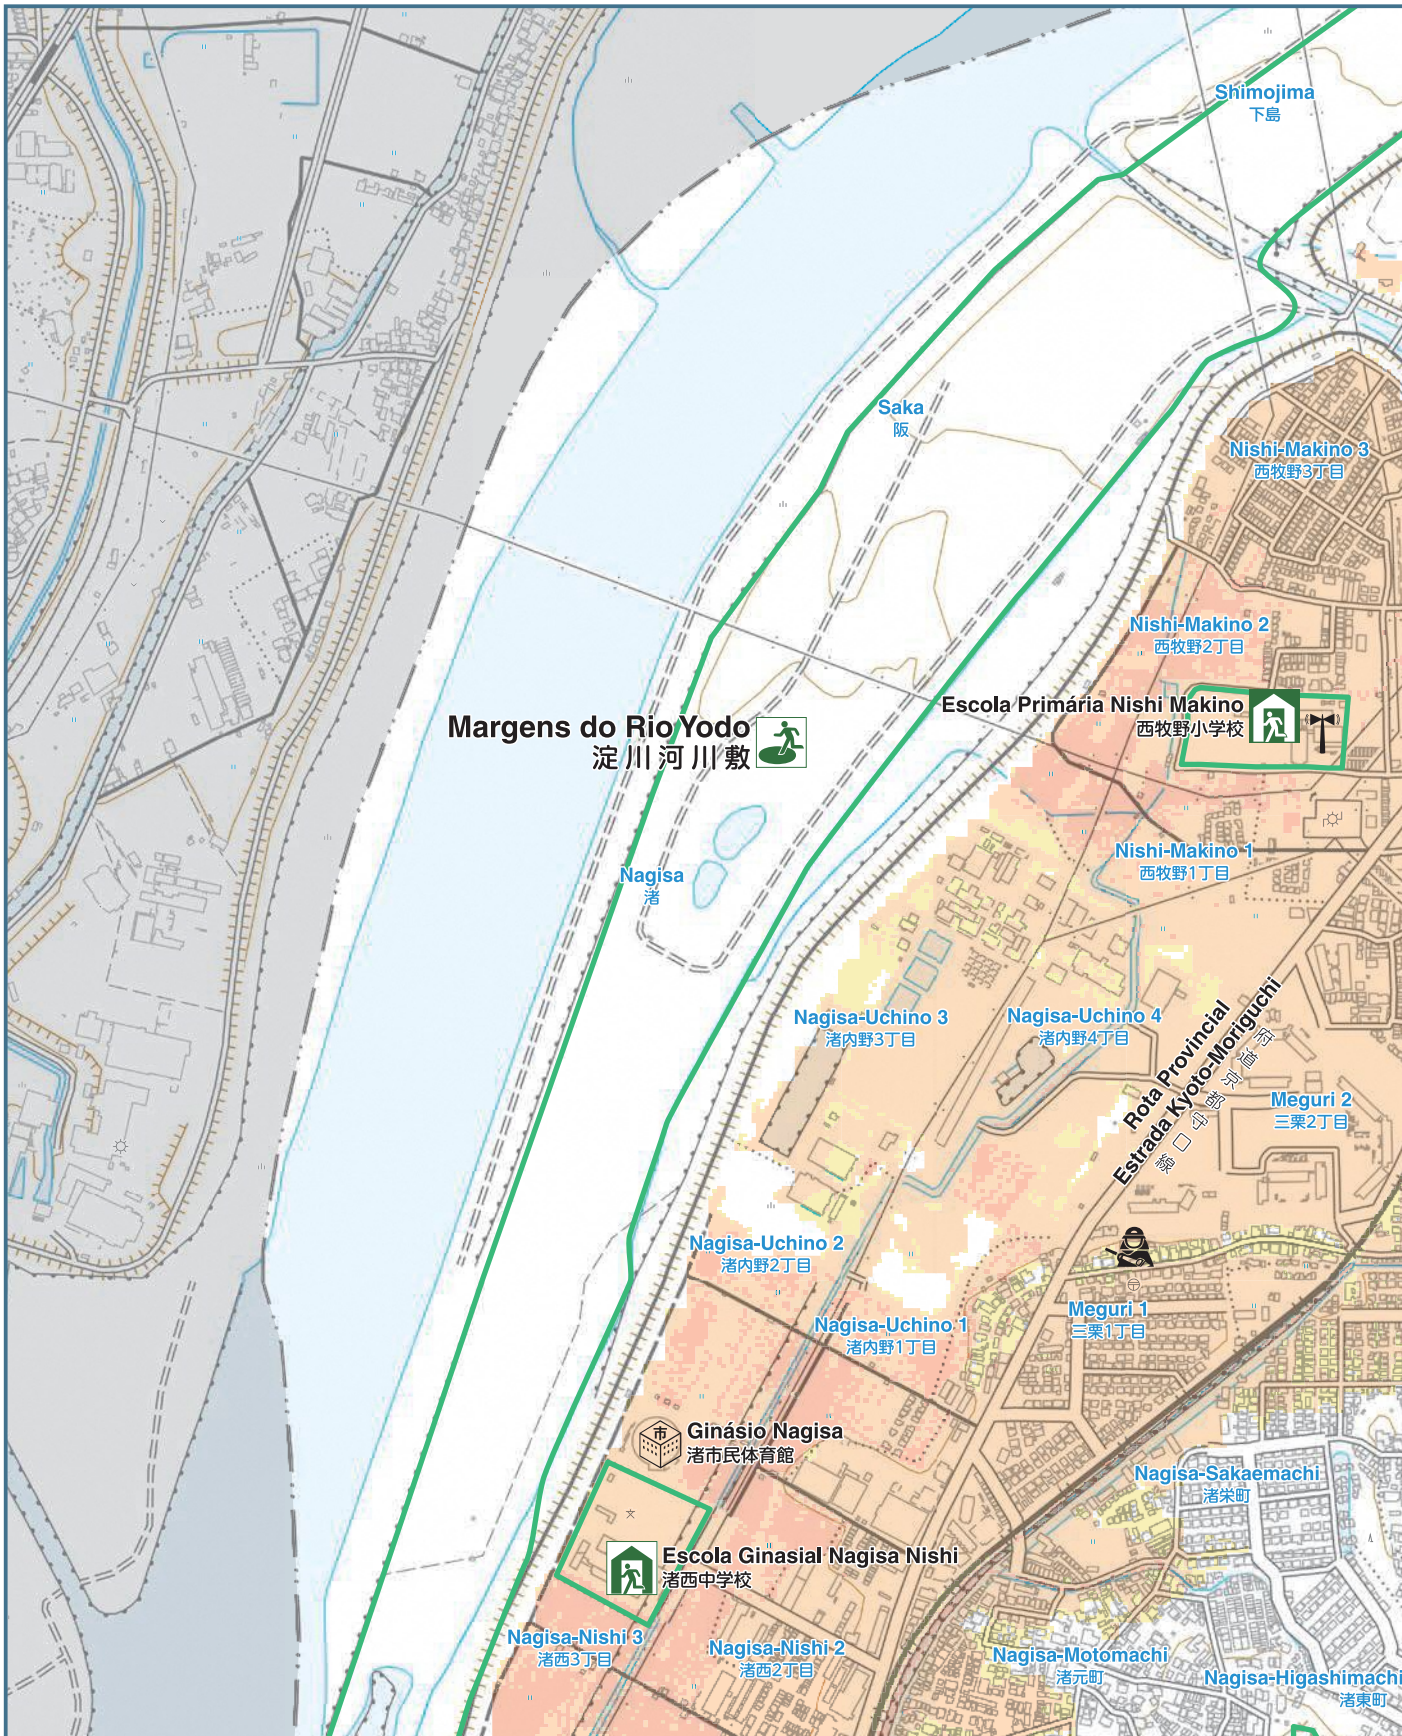 Shimojima
下島
Saka
阪
Nishi-Makino 3
西牧野3丁目
Nishi-Makino 2
西牧野2丁目
Escola Primária Nishi Makino
西牧野小学校
Margens do Rio Yodo
淀川河川敷
Nishi-Makino 1
西牧野1丁目
Nagisa
渚
Nagisa-Uchino 3
渚内野3丁目
Nagisa-Uchino 4
渚内野4丁目
Rota Provincial
Estrada Kyoto-Moriguchi
府道京都守口線
Meguri 2
三栗2丁目
Nagisa-Uchino 2
渚内野2丁目
Meguri 1
三栗1丁目
Nagisa-Uchino 1
渚内野1丁目
市
Ginásio Nagisa
渚市民体育館
Nagisa-Sakaemachi
渚栄町
文
Escola Ginasial Nagisa Nishi
渚西中学校
Nagisa-Nishi 3
渚西3丁目
Nagisa-Nishi 2
渚西2丁目
Nagisa-Motomachi
渚元町
Nagisa-Higashimachi
渚東町